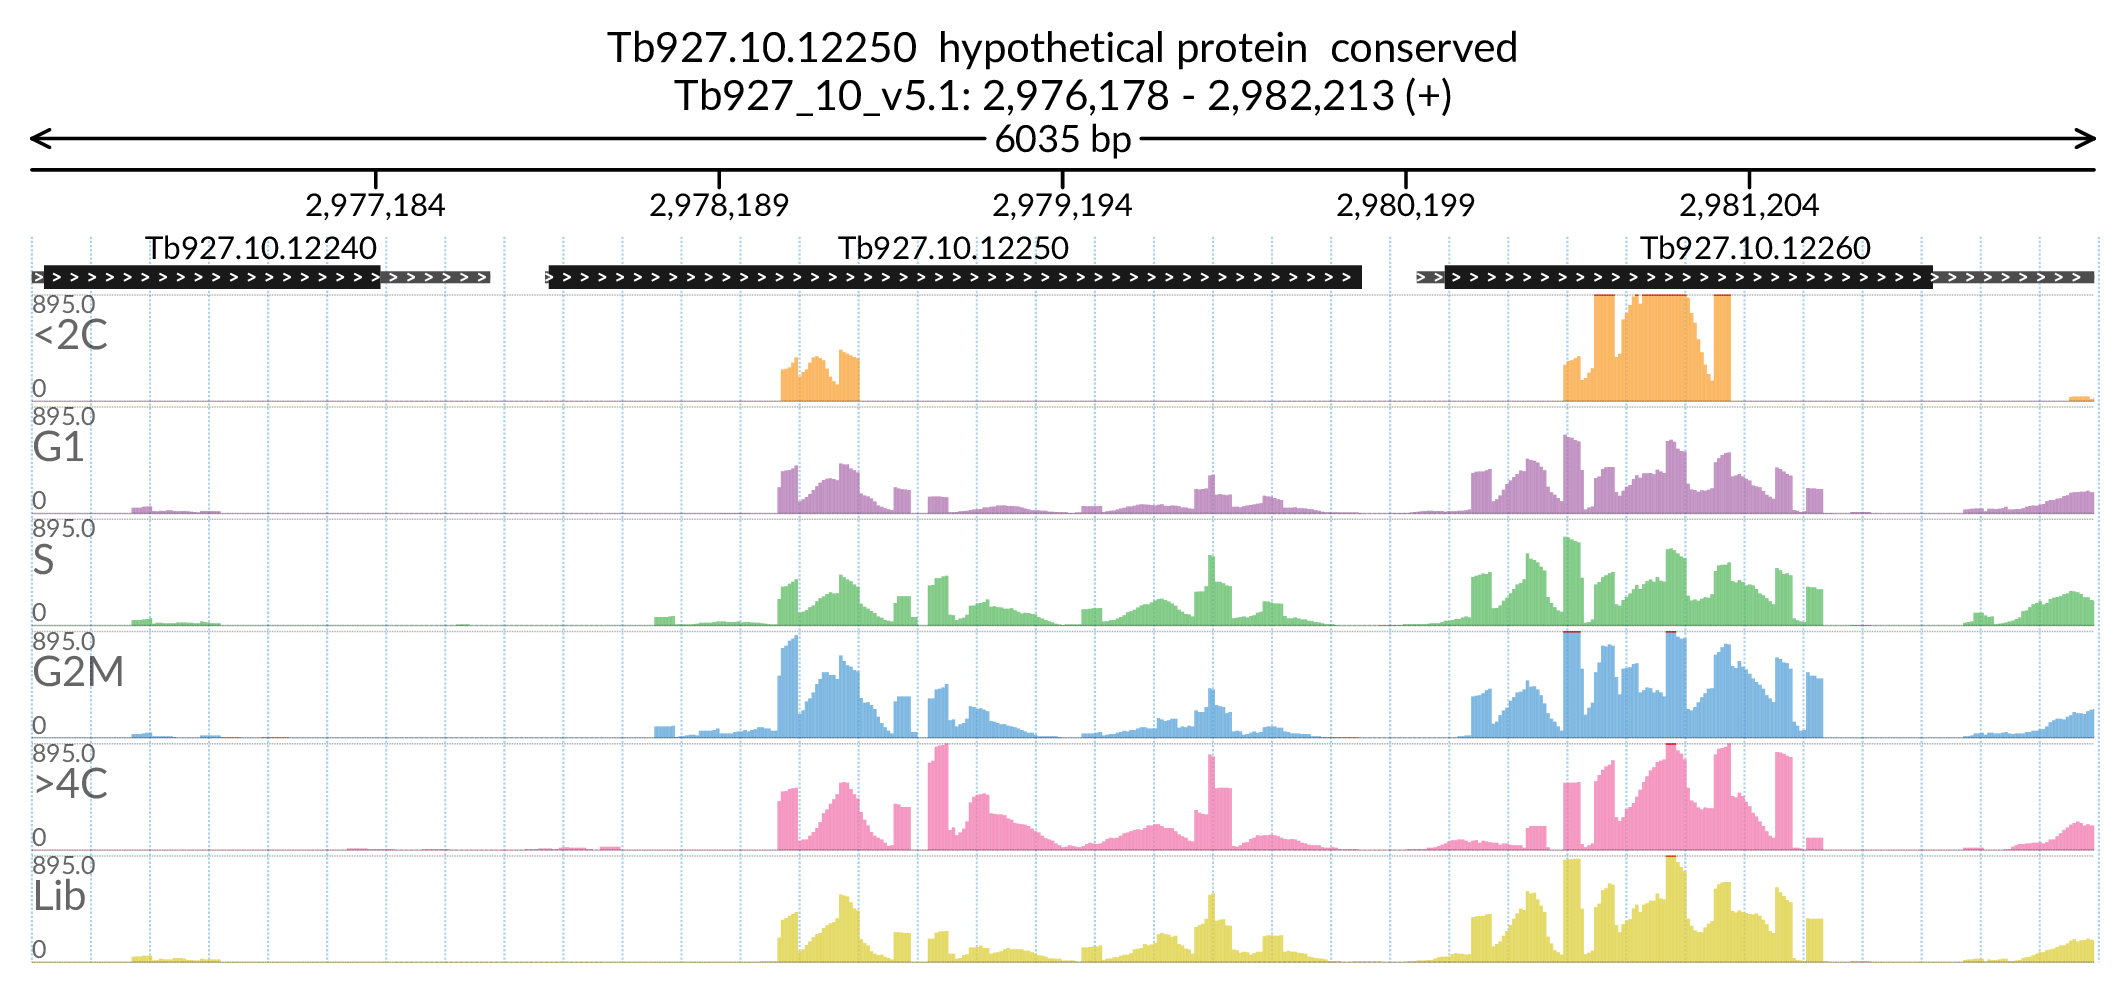 Tb927.10.12250 hypothetical protein conserved
Tb927_10_v5.1: 2,976,178 - 2,982,213 (+)
6035 bp
2,977,184 2,978,189 2,979,194 2,980,199 2,981,204
Tb927.10.12240 Tb927.10.12250 Tb927.10.12260
895.0
<2C
0
895.0
G1
0
895.0
S
0
895.0
G2M
0
895.0
>4C
0
895.0
Lib
0